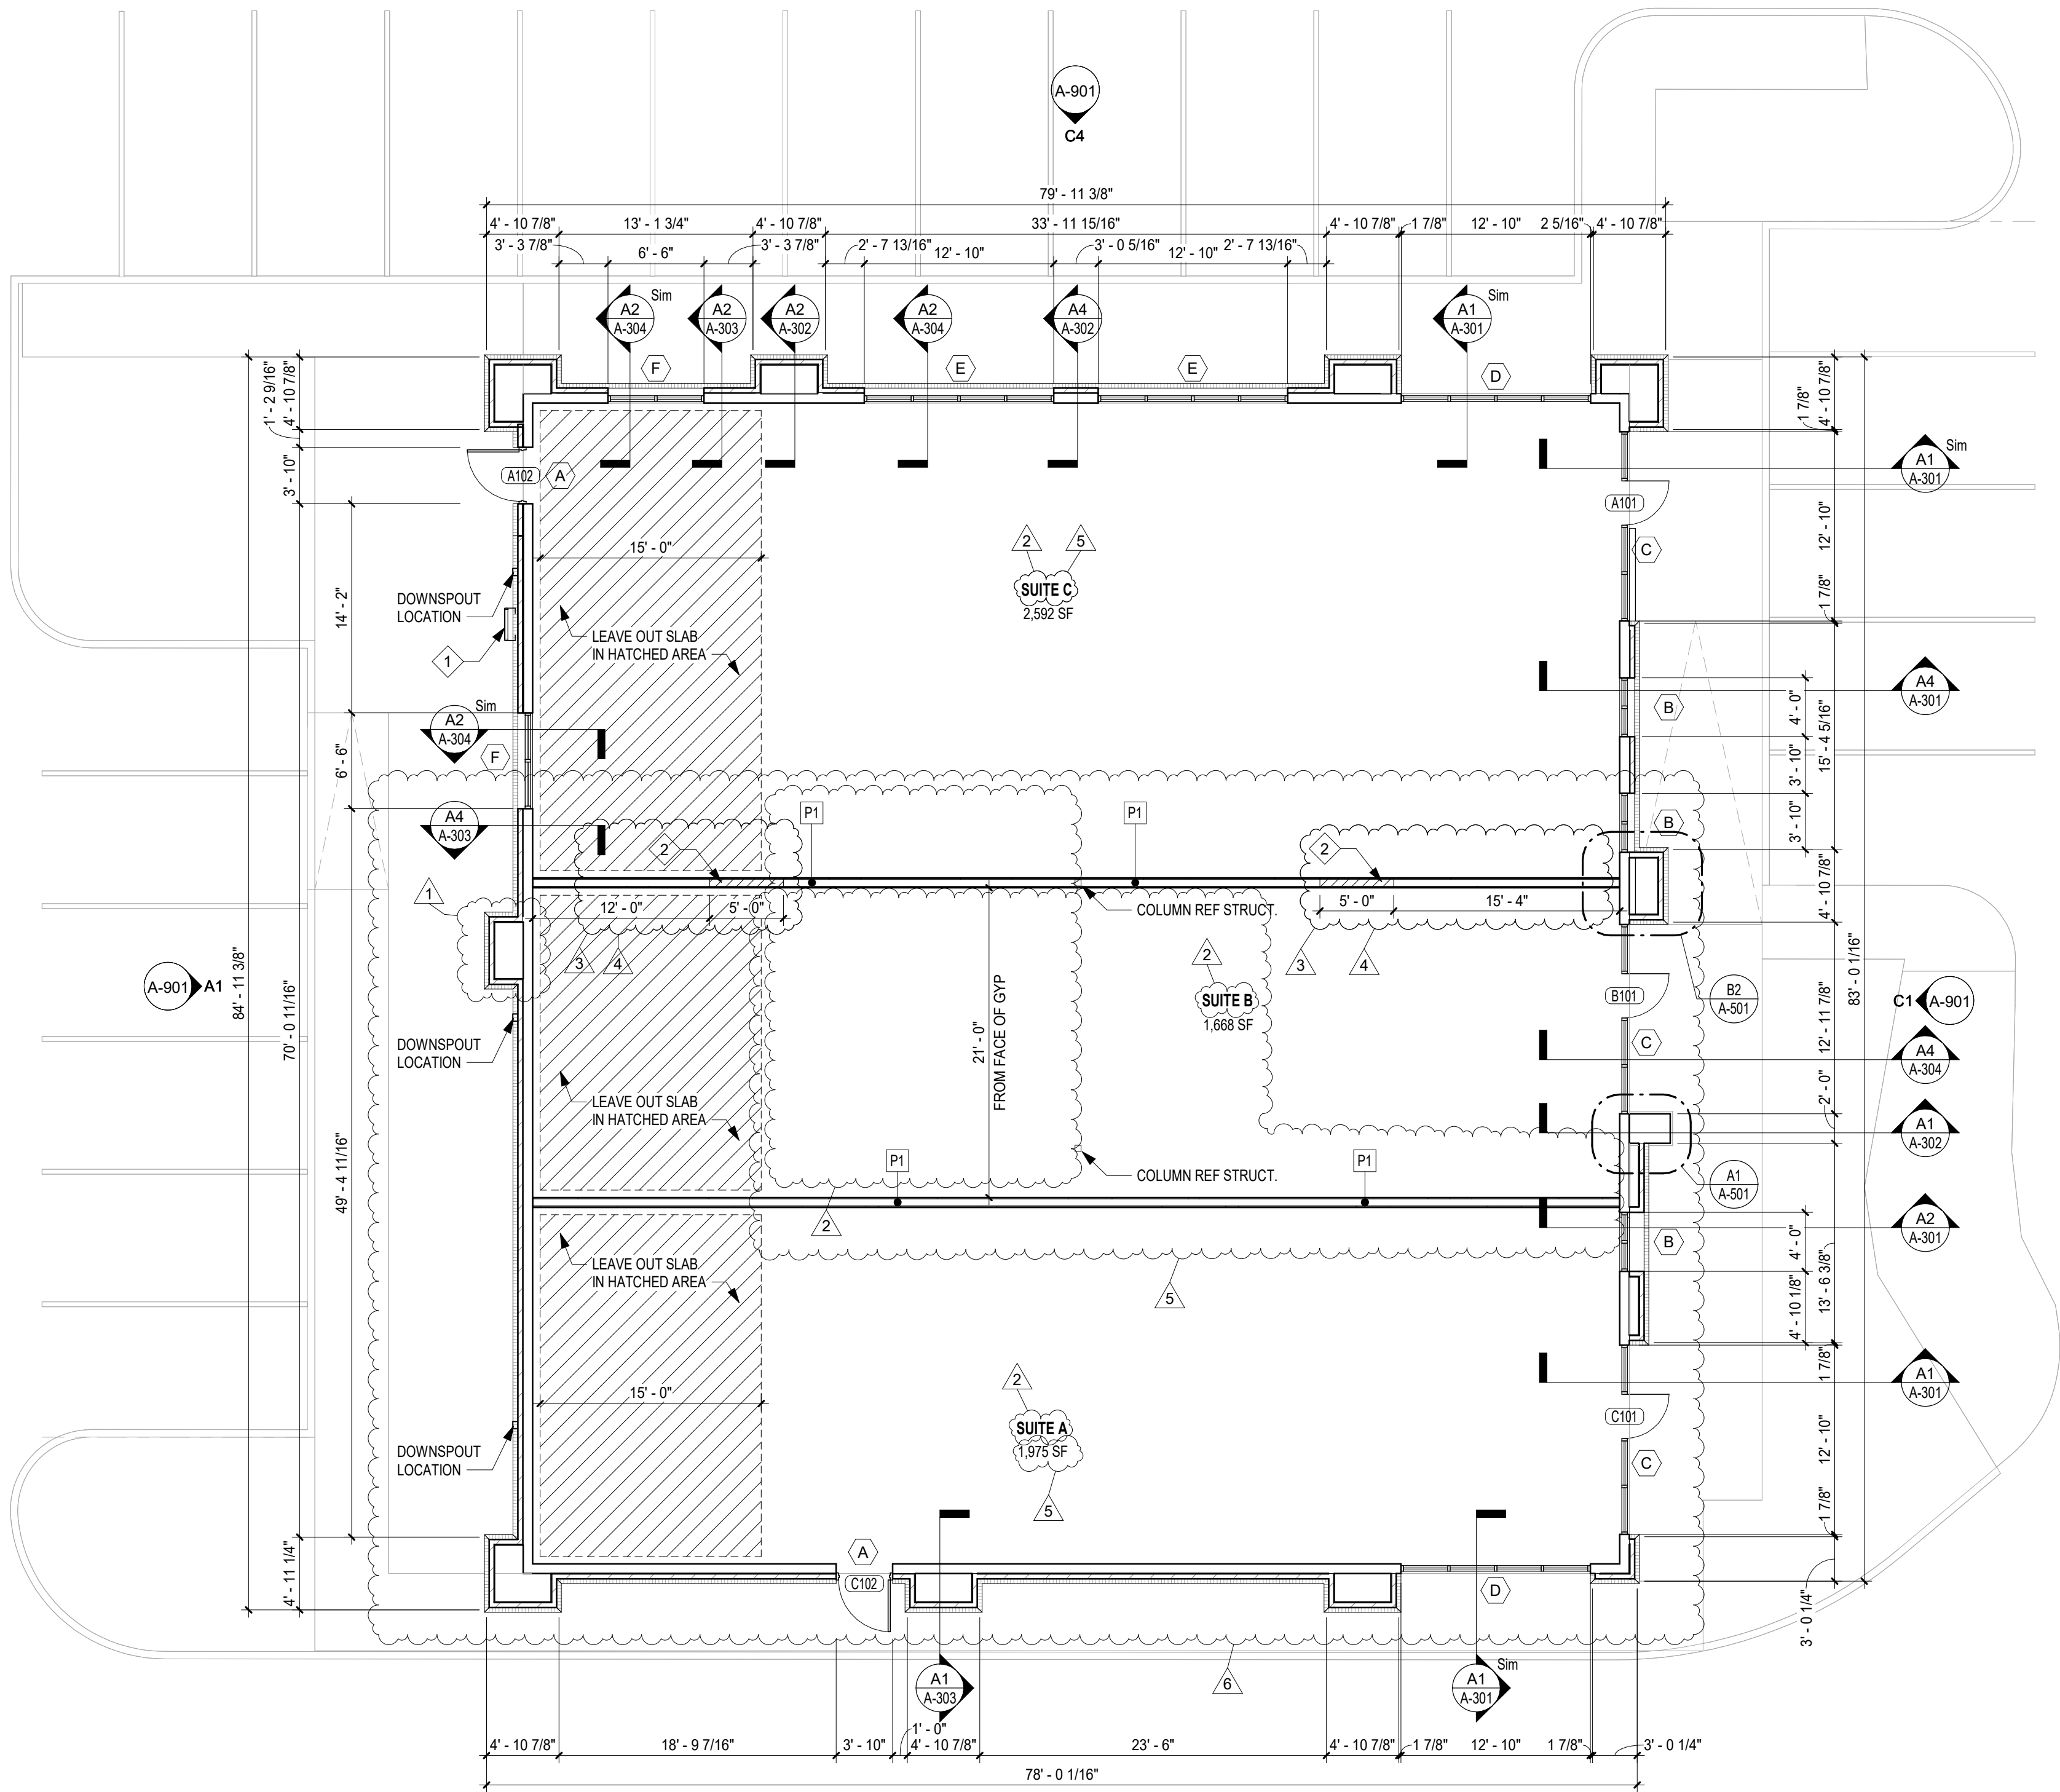 A-901
C4
79' - 11 3/8"
4' - 10 7/8"
13' - 1 3/4"
4' - 10 7/8"
33' - 11 15/16"
4' - 10 7/8"
1 7/8"
12' - 10"
2 5/16"
4' - 10 7/8"
3' - 3 7/8"
6' - 6"
3' - 3 7/8"
2' - 7 13/16"
12' - 10"
3' - 0 5/16"
12' - 10"
2' - 7 13/16"
A2
A-304
Sim
A2
A-303
A2
A-302
A2
A-304
A4
A-302
A1
A-301
Sim
F
E
E
D
1' - 2 9/16"
4' - 10 7/8"
3' - 10"
A102
A
1 7/8"
4' - 10 7/8"
A1
A-301
Sim
A101
12' - 10"
C
1 7/8"
15' - 0"
2
5
SUITE C
2,592 SF
DOWNSPOUT
LOCATION
14' - 2"
1
LEAVE OUT SLAB
IN HATCHED AREA
A4
A-301
B
4' - 0"
15' - 4 5/16"
3' - 10"
3' - 10"
A2
A-304
Sim
F
6' - 6"
A4
A-303
P1
P1
2
2
B
4' - 10 7/8"
1
12' - 0"
5' - 0"
COLUMN REF STRUCT.
5' - 0"
15' - 4"
3
4
2
3
4
84' - 11 3/8"
70' - 0 11/16"
A-901
A1
SUITE B
1,668 SF
B101
B2
A-501
C1
A-901
83' - 0 1/16"
12' - 11 7/8"
DOWNSPOUT
LOCATION
21' - 0"
FROM FACE OF GYP
C
A4
A-304
LEAVE OUT SLAB
IN HATCHED AREA
2' - 0"
A1
A-302
49' - 4 11/16"
P1
COLUMN REF STRUCT.
P1
A1
A-501
2
A2
A-301
B
4' - 0"
13' - 6 3/8"
4' - 10 1/8"
LEAVE OUT SLAB
IN HATCHED AREA
5
15' - 0"
2
SUITE A
1,975 SF
5
A1
A-301
1 7/8"
C101
12' - 10"
C
1 7/8"
DOWNSPOUT
LOCATION
4' - 11 1/4"
A
C102
D
3' - 0 1/4"
A1
A-303
A1
A-301
Sim
6
4' - 10 7/8"
18' - 9 7/16"
3' - 10"
1' - 0"
4' - 10 7/8"
23' - 6"
4' - 10 7/8"
1 7/8"
12' - 10"
1 7/8"
3' - 0 1/4"
78' - 0 1/16"